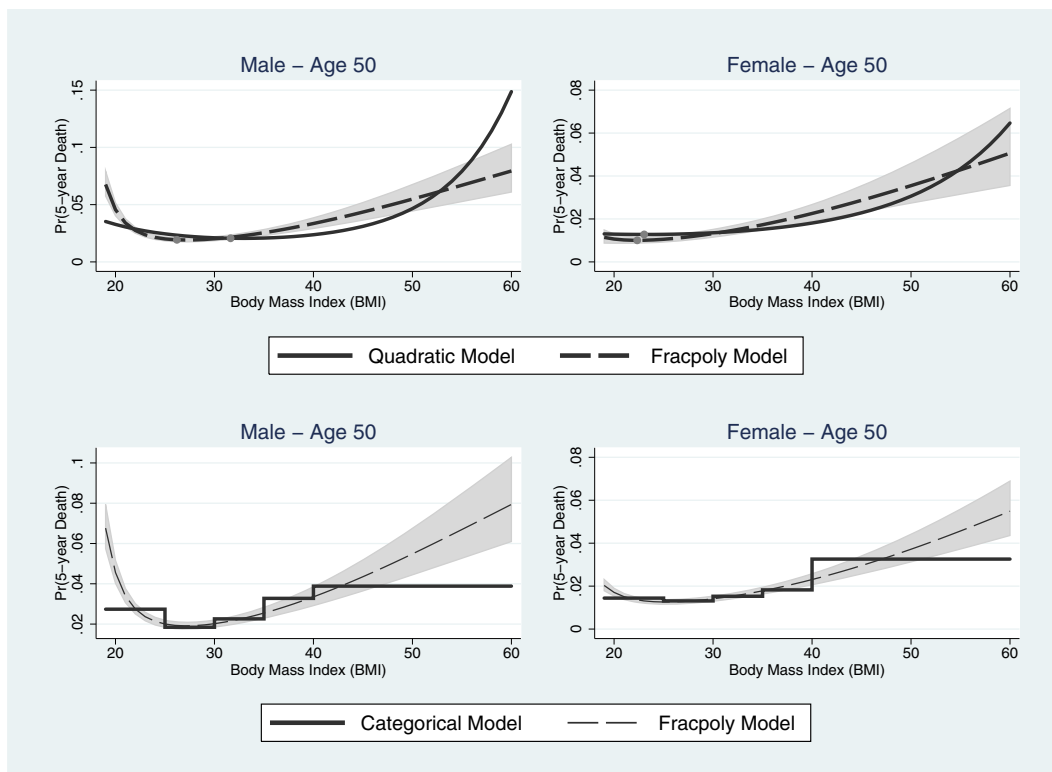 Male – Age 50
Female – Age 50
Pr(5−year Death)
0 .05 .1 .15
20 30 40 50 60
Body Mass Index (BMI)
Pr(5−year Death)
0 .02 .04 .06 .08
20 30 40 50 60
Body Mass Index (BMI)
Quadratic Model Fracpoly Model
Male – Age 50
Female – Age 50
Pr(5−year Death)
.02 .04 .06 .08 .1
20 30 40 50 60
Body Mass Index (BMI)
Pr(5−year Death)
0 .02 .04 .06 .08
20 30 40 50 60
Body Mass Index (BMI)
Categorical Model Fracpoly Model